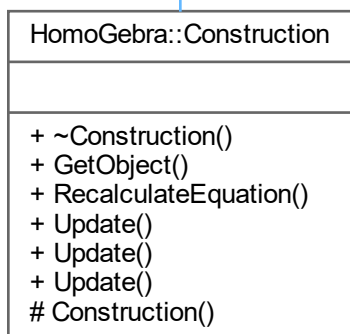 HomoGebra::Construction
+ ~Construction()
+ GetObject()
+ RecalculateEquation()
+ Update()
+ Update()
+ Update()
# Construction()